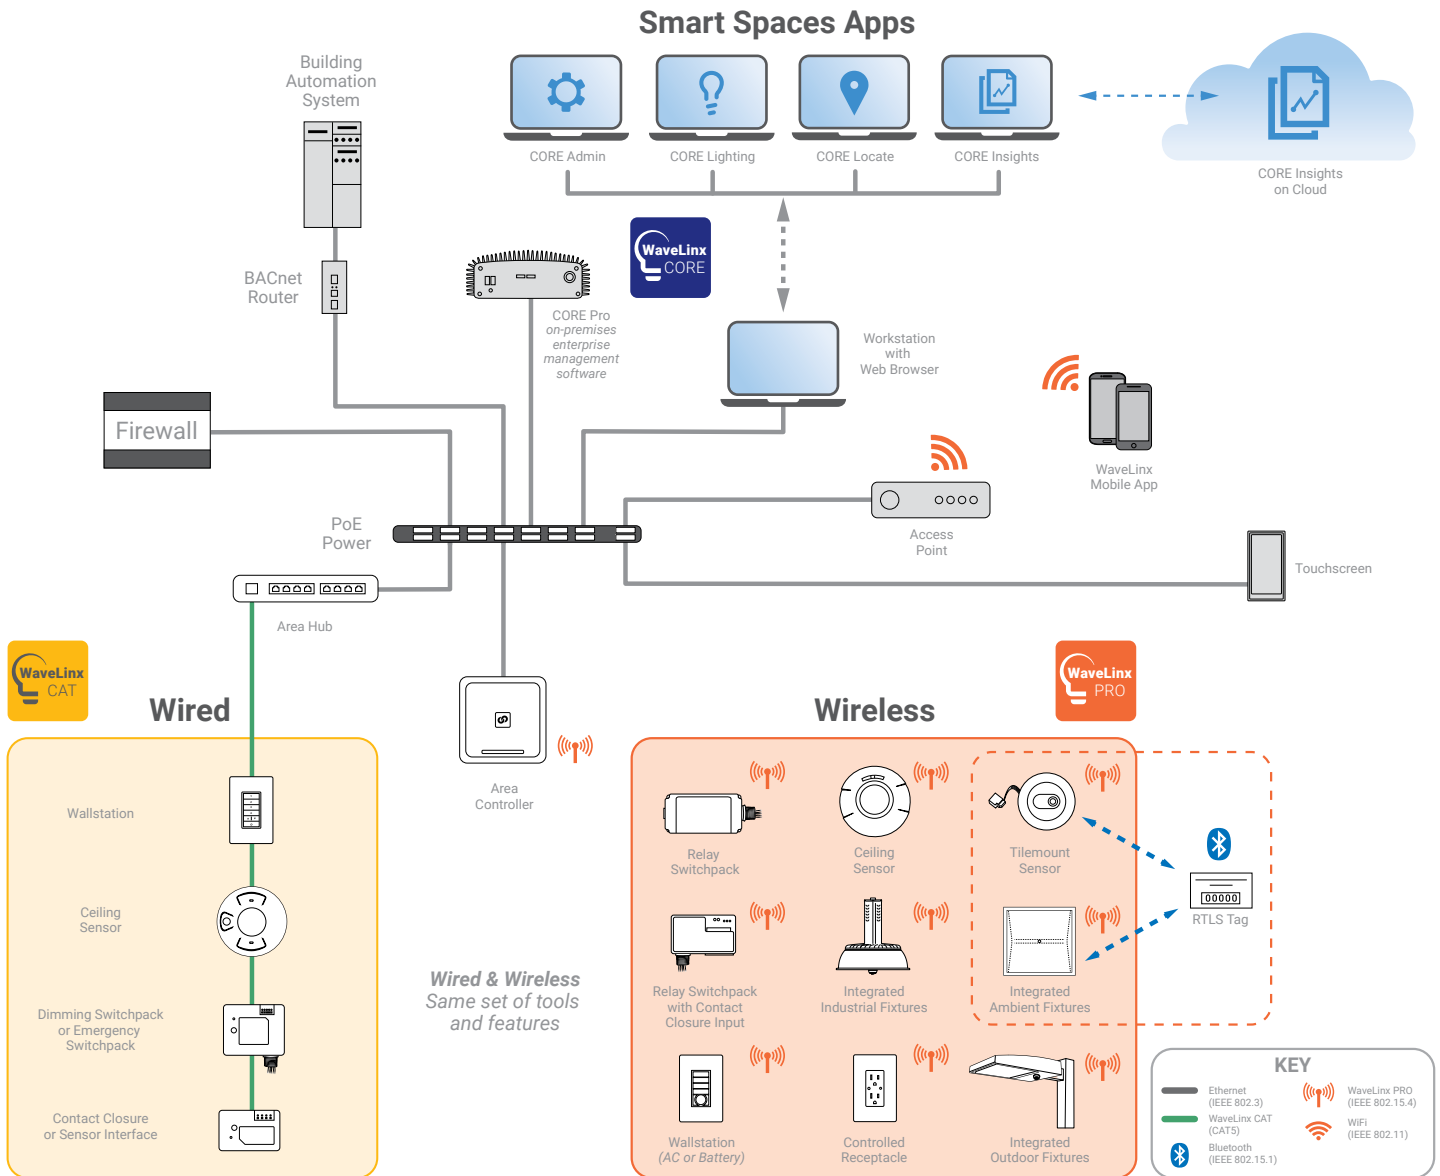 Smart Spaces Apps
Building
Automation
System
CORE Admin
CORE Lighting
CORE Locate
CORE Insights
CORE Insights
on Cloud
WaveLinx
CORE
BACnet
Router
CORE Pro
on-premises
enterprise
management
software
Workstation
with
Web Browser
Firewall
WaveLinx
Mobile App
PoE
Power
Access
Point
Touchscreen
Area Hub
WaveLinx
CAT
Wired
Area
Controller
Wireless
WaveLinx
PRO
Wallstation
Ceiling
Sensor
Dimming Switchpack
or Emergency
Switchpack
Contact Closure
or Sensor Interface
Wired & Wireless
Same set of tools
and features
Relay
Switchpack
Ceiling
Sensor
Tilemount
Sensor
00000
RTLS Tag
Relay Switchpack
with Contact
Closure Input
Integrated
Industrial Fixtures
Integrated
Ambient Fixtures
Wallstation
(AC or Battery)
Controlled
Receptacle
Integrated
Outdoor Fixtures
KEY
Ethernet
(IEEE 802.3)
WaveLinx CAT
(CAT5)
Bluetooth
(IEEE 802.15.1)
WaveLinx PRO
(IEEE 802.15.4)
WiFi
(IEEE 802.11)